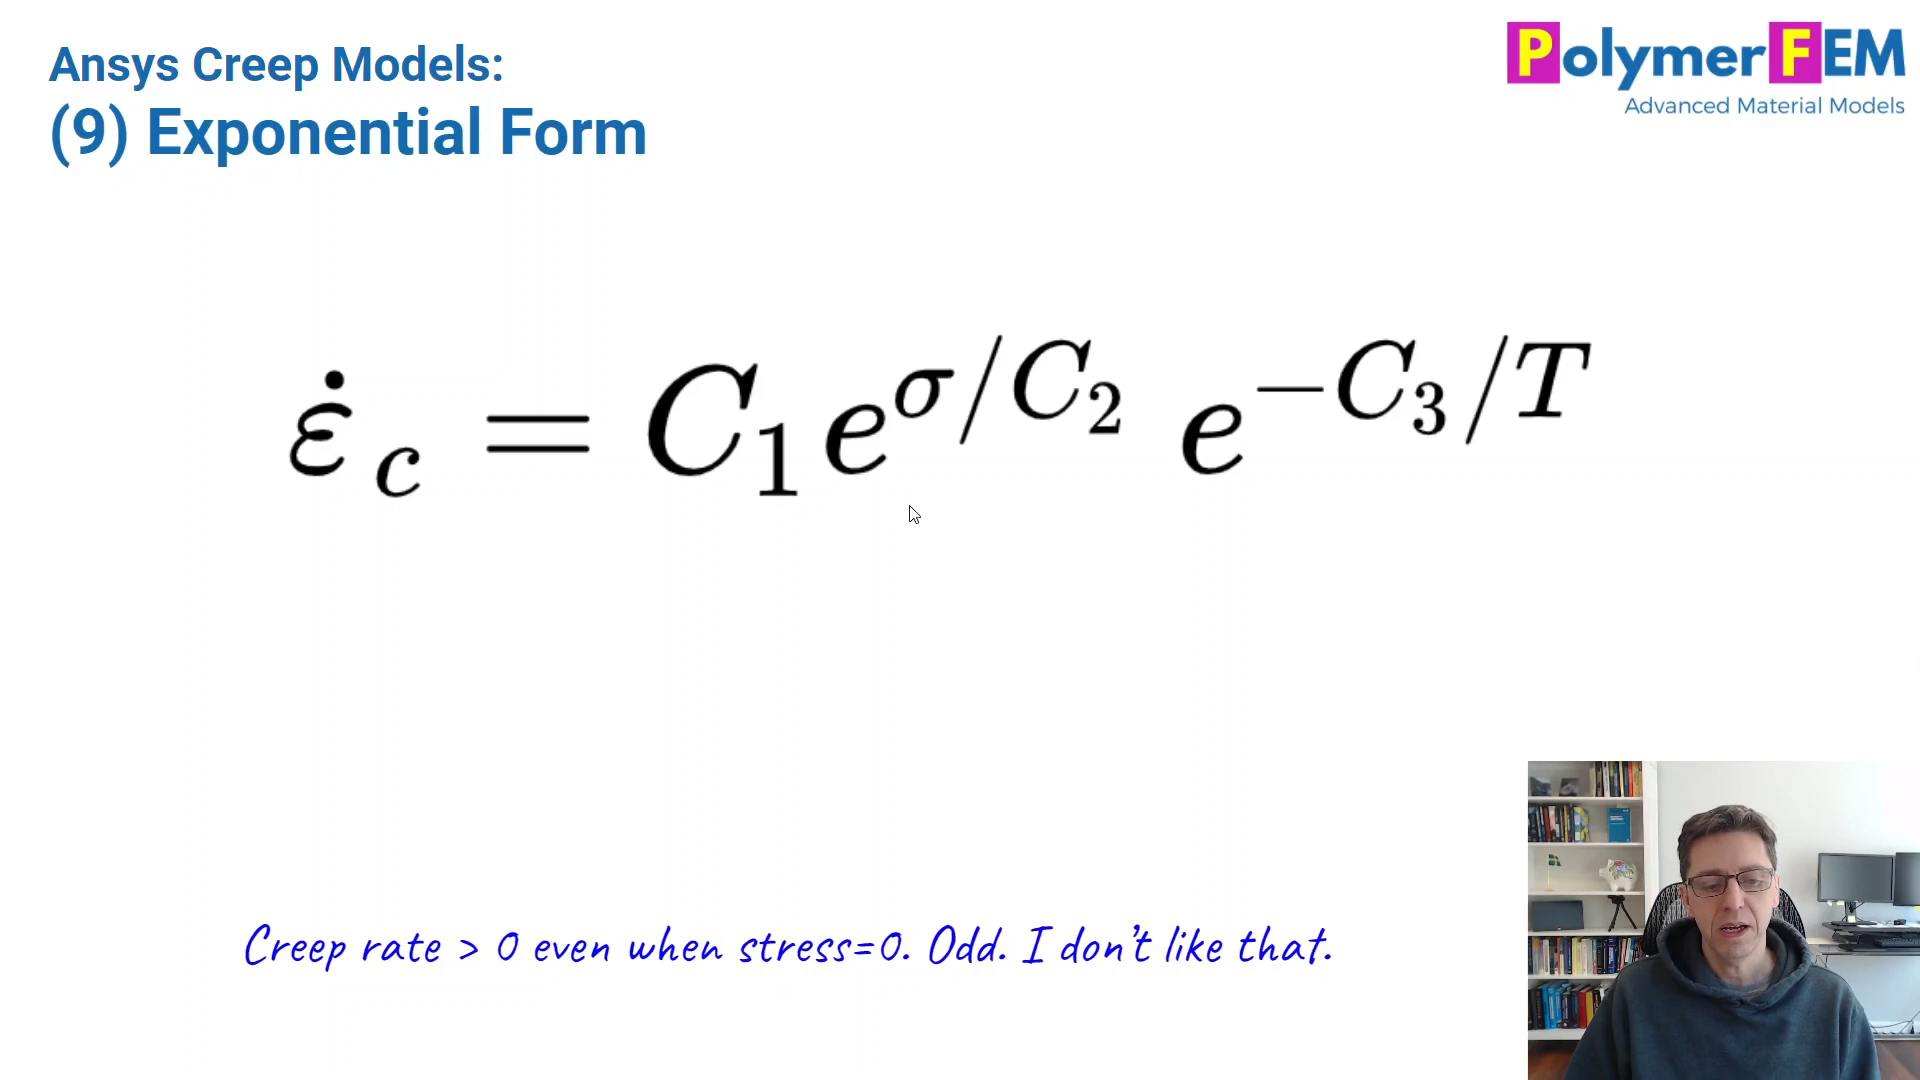 Ansys Creep Models:
(9) Exponential Form
PolymerFEM
Advanced Material Models
ε̇_c = C₁ e^{σ/C₂} e^{−C₃/T}
Creep rate > 0 even when stress=0. Odd. I don't like that.